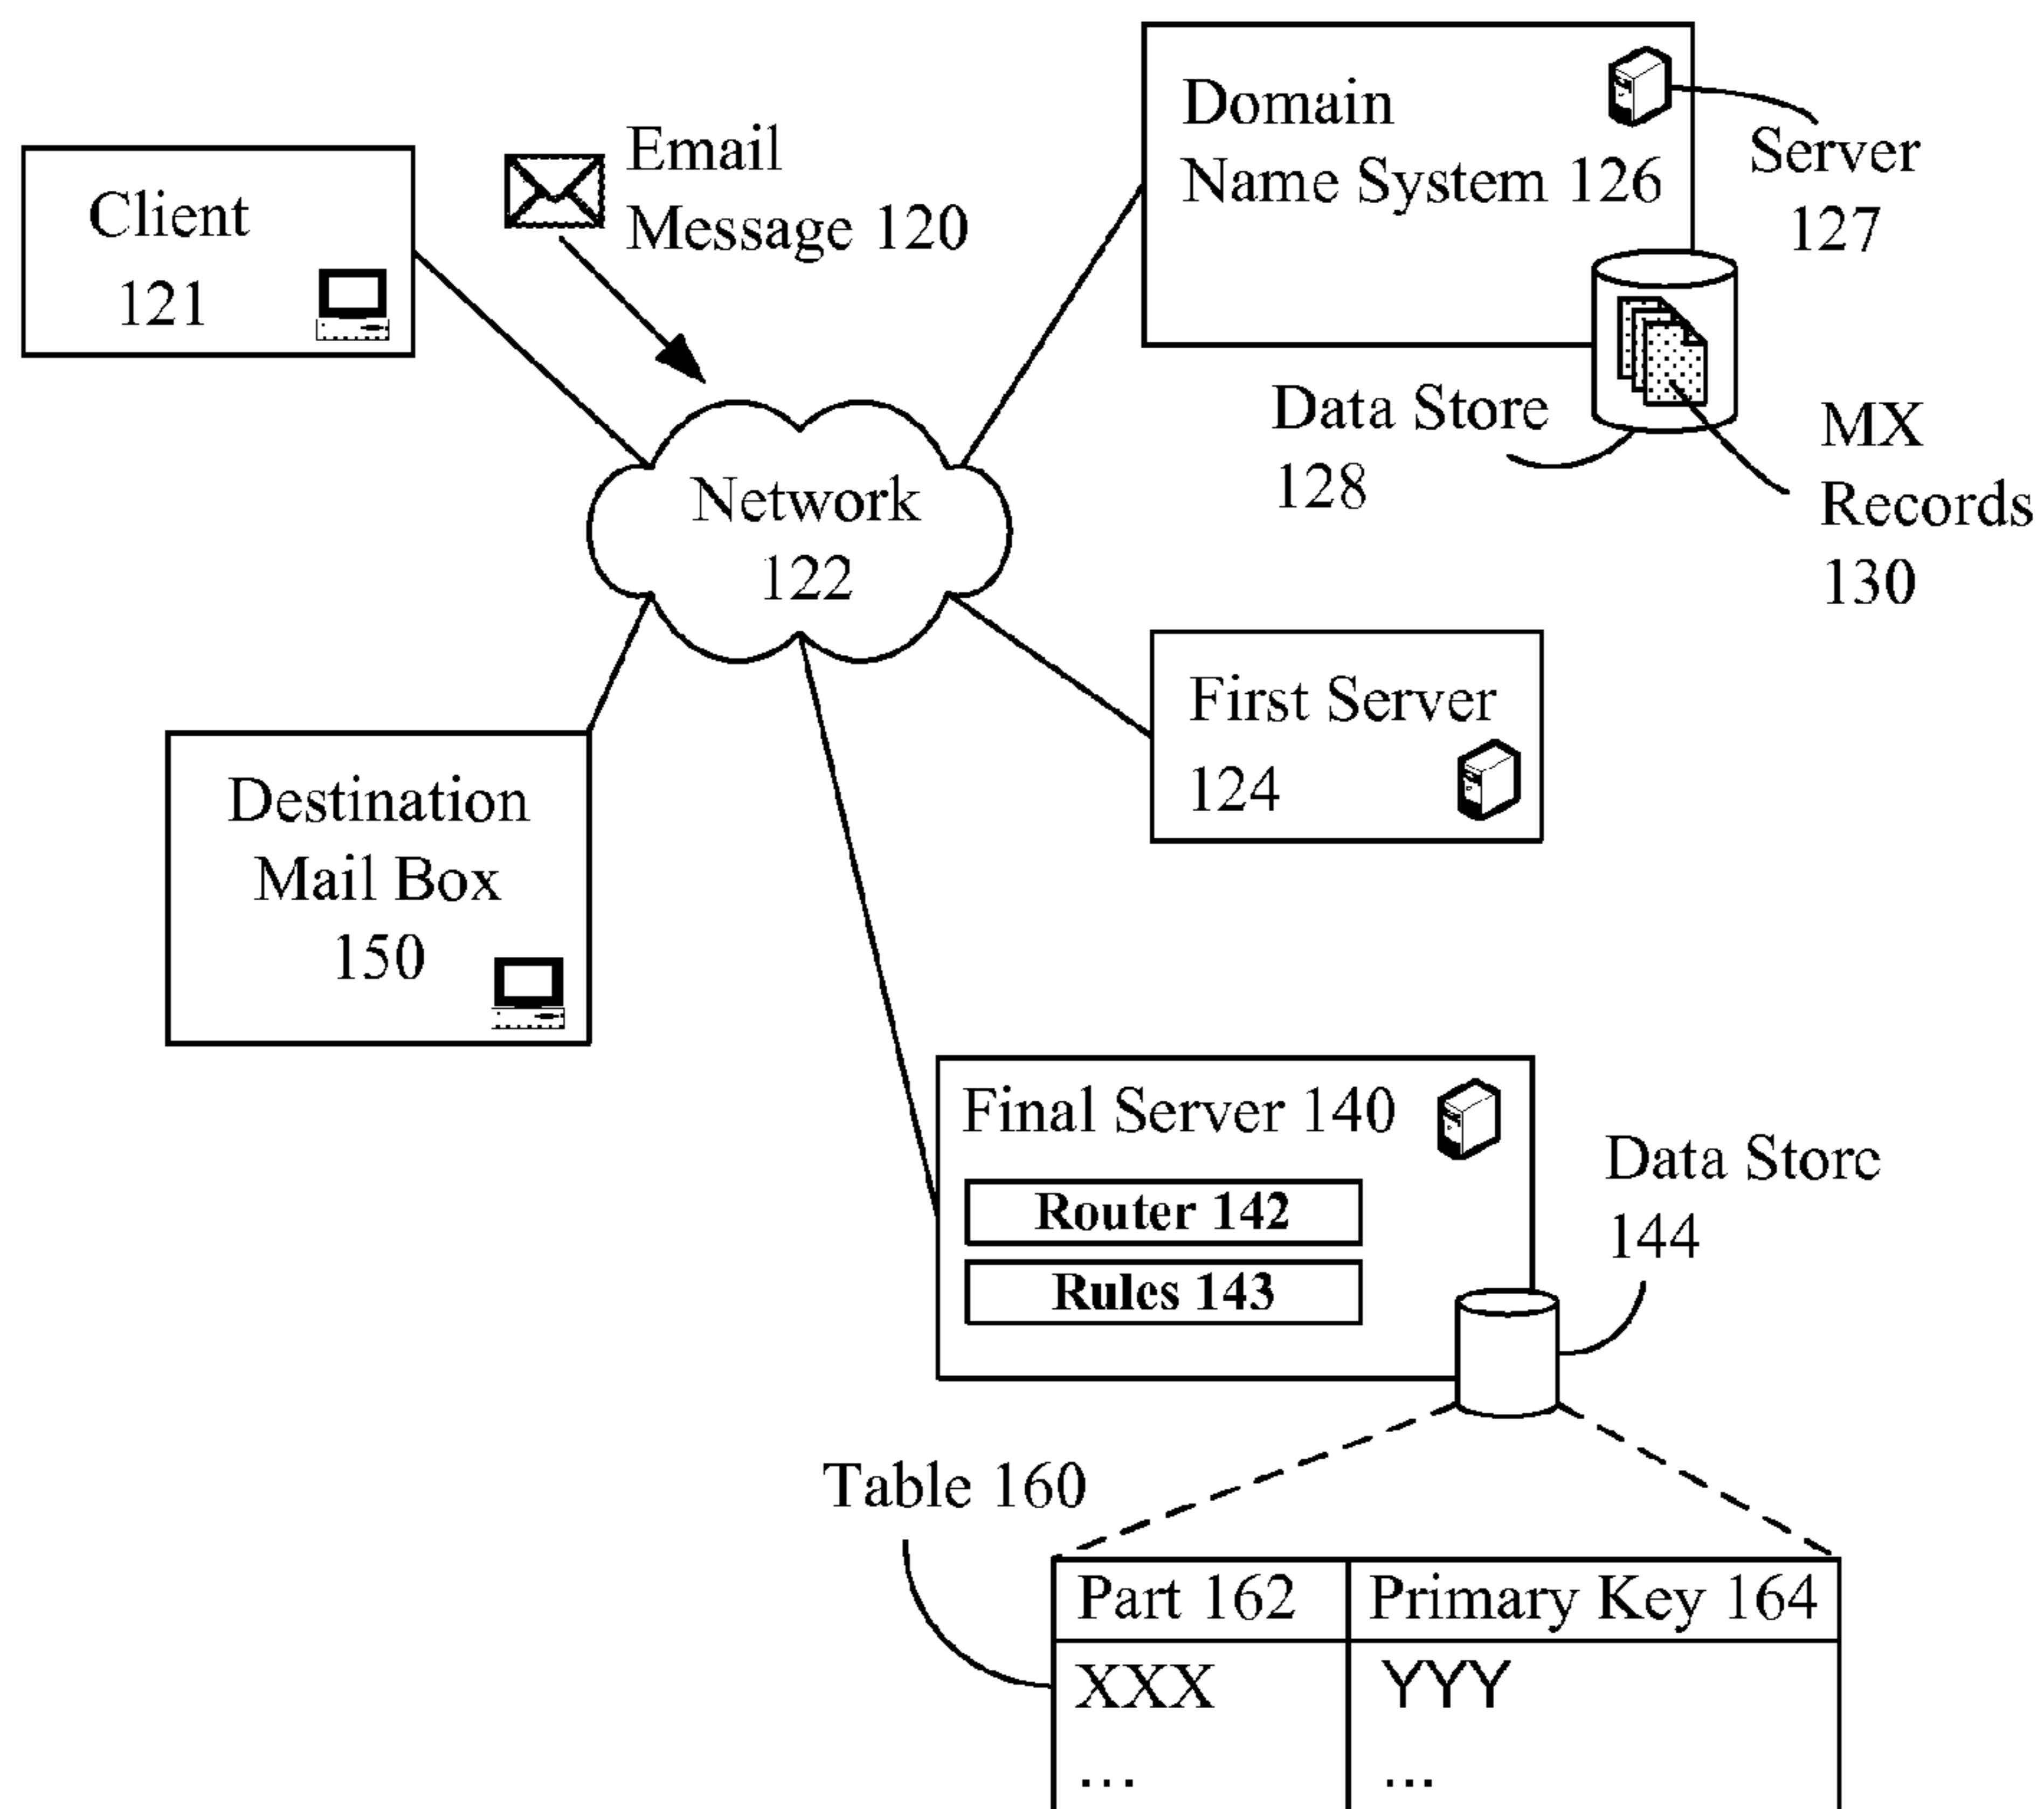 Domain
Name System 126
Server
127
Email
Message 120
Client
121
Data Store
128
MX
Records
130
Network
122
First Server
124
Destination
Mail Box
150
Final Server 140
Router 142
Rules 143
Data Store
144
Table 160
Part 162 Primary Key 164
XXX YYY
... ...